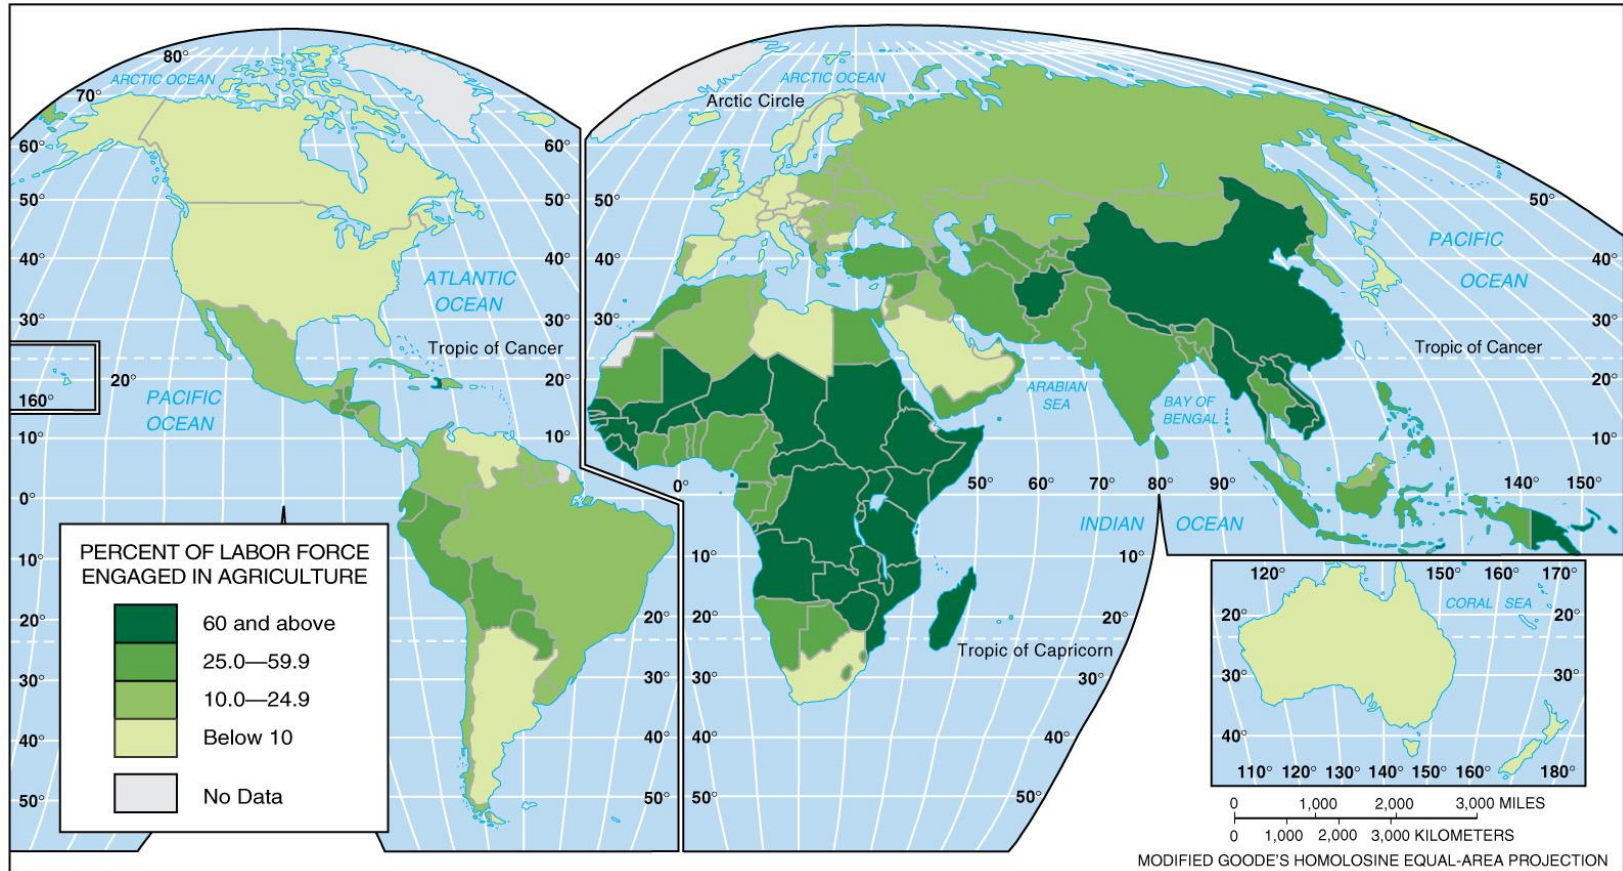 80°
ARCTIC OCEAN
70°
60°
50°
40°
30°
20°
160°
10°
0°
10°
20°
30°
40°
50°
60°
50°
40°
30°
20°
10°
ATLANTIC
OCEAN
Tropic of Cancer
PACIFIC
OCEAN
20°
30°
40°
50°
PERCENT OF LABOR FORCE
ENGAGED IN AGRICULTURE
60 and above
25.0—59.9
10.0—24.9
Below 10
No Data
ARCTIC OCEAN
Arctic Circle
60°
50°
40°
30°
50°
40°
30°
20°
10°
PACIFIC
OCEAN
Tropic of Cancer
ARABIAN
SEA
BAY OF
BENGAL
0°
50°
60°
70°
80°
90°
140°
150°
INDIAN
OCEAN
10°
20°
30°
40°
50°
10°
20°
Tropic of Capricorn
30°
40°
50°
120°
150°
160°
170°
CORAL SEA
20°
30°
40°
20°
30°
40°
110°
120°
130°
140°
150°
160°
180°
0
1,000
2,000
3,000 MILES
0
1,000
2,000
3,000 KILOMETERS
MODIFIED GOODE'S HOMOLOSINE EQUAL-AREA PROJECTION